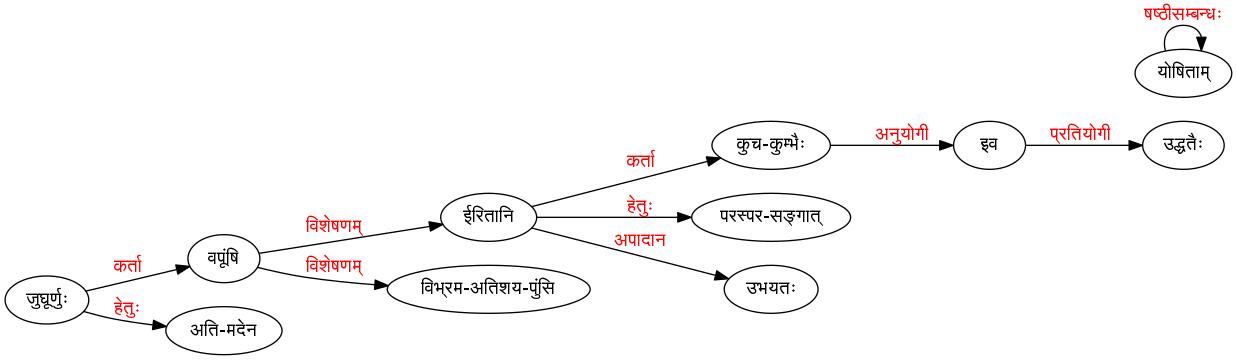 षष्ठीसम्बन्धः
योषिताम्
कुच-कुम्भैः अनुयोगी इव प्रतियोगी उद्धतैः
कर्ता
ईरितानि हेतुः परस्पर-सङ्गात्
विशेषणम्
अपादान
वपूंषि
कर्ता विशेषणम्
विभ्रम-अतिशय-पुंसि उभयतः
जुघूर्णुः
हेतुः
अति-मदेन